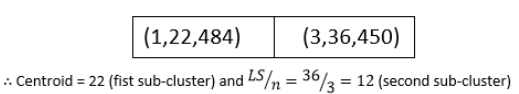 (1,22,484) (3,36,450)
∴ Centroid = 22 (fist sub-cluster) and LS/n = 36/3 = 12 (second sub-cluster)